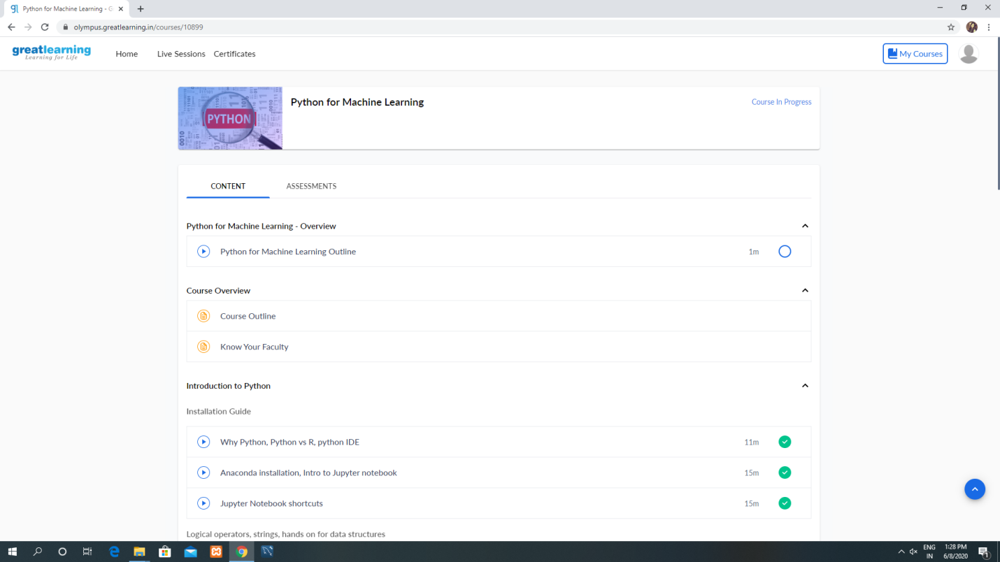 Python for Machine Learning - G
olympus.greatlearning.in/courses/10899
greatlearning
Learning for Life
Home Live Sessions Certificates My Courses
PYTHON
Python for Machine Learning Course In Progress
CONTENT ASSESSMENTS
Python for Machine Learning - Overview
Python for Machine Learning Outline 1m
Course Overview
Course Outline
Know Your Faculty
Introduction to Python
Installation Guide
Why Python, Python vs R, python IDE 11m
Anaconda installation, Intro to Jupyter notebook 15m
Jupyter Notebook shortcuts 15m
Logical operators, strings, hands on for data structures
ENG 1:28 PM
IN 6/8/2020 1